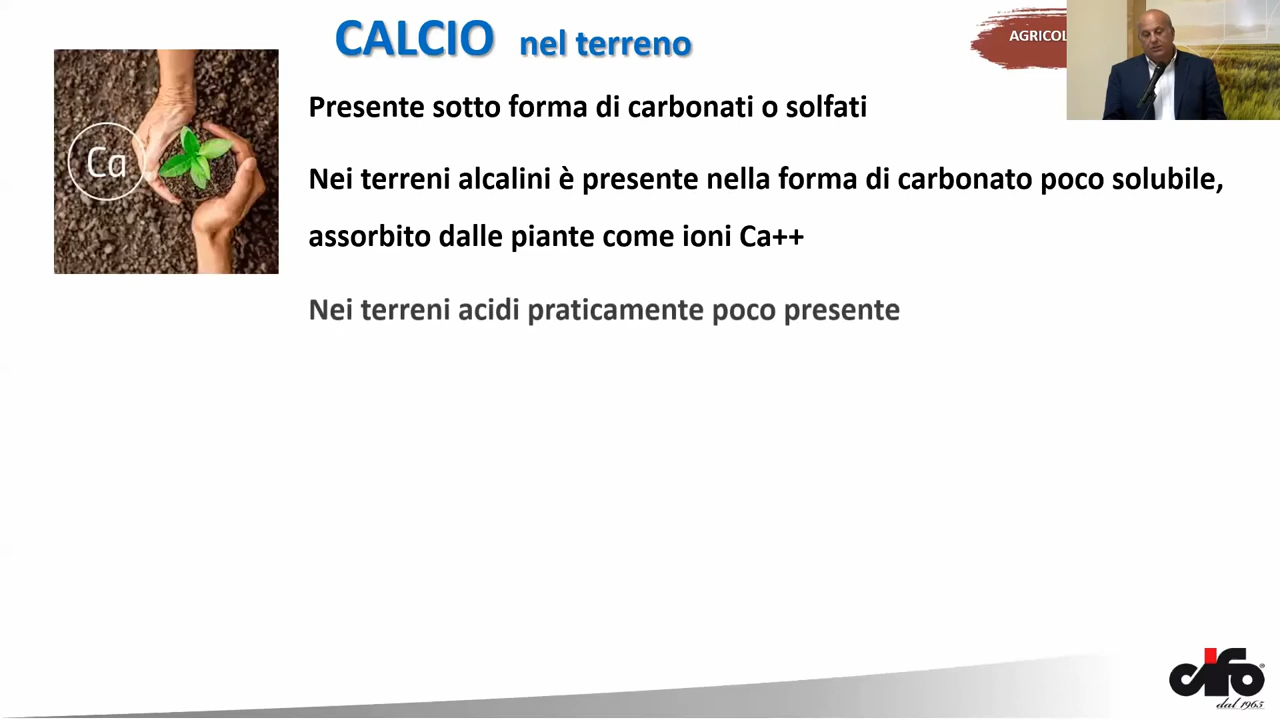 CALCIO nel terreno
AGRICOL
Ca
Presente sotto forma di carbonati o solfati
Nei terreni alcalini è presente nella forma di carbonato poco solubile,
assorbito dalle piante come ioni Ca++
Nei terreni acidi praticamente poco presente
cifo®
dal 1965